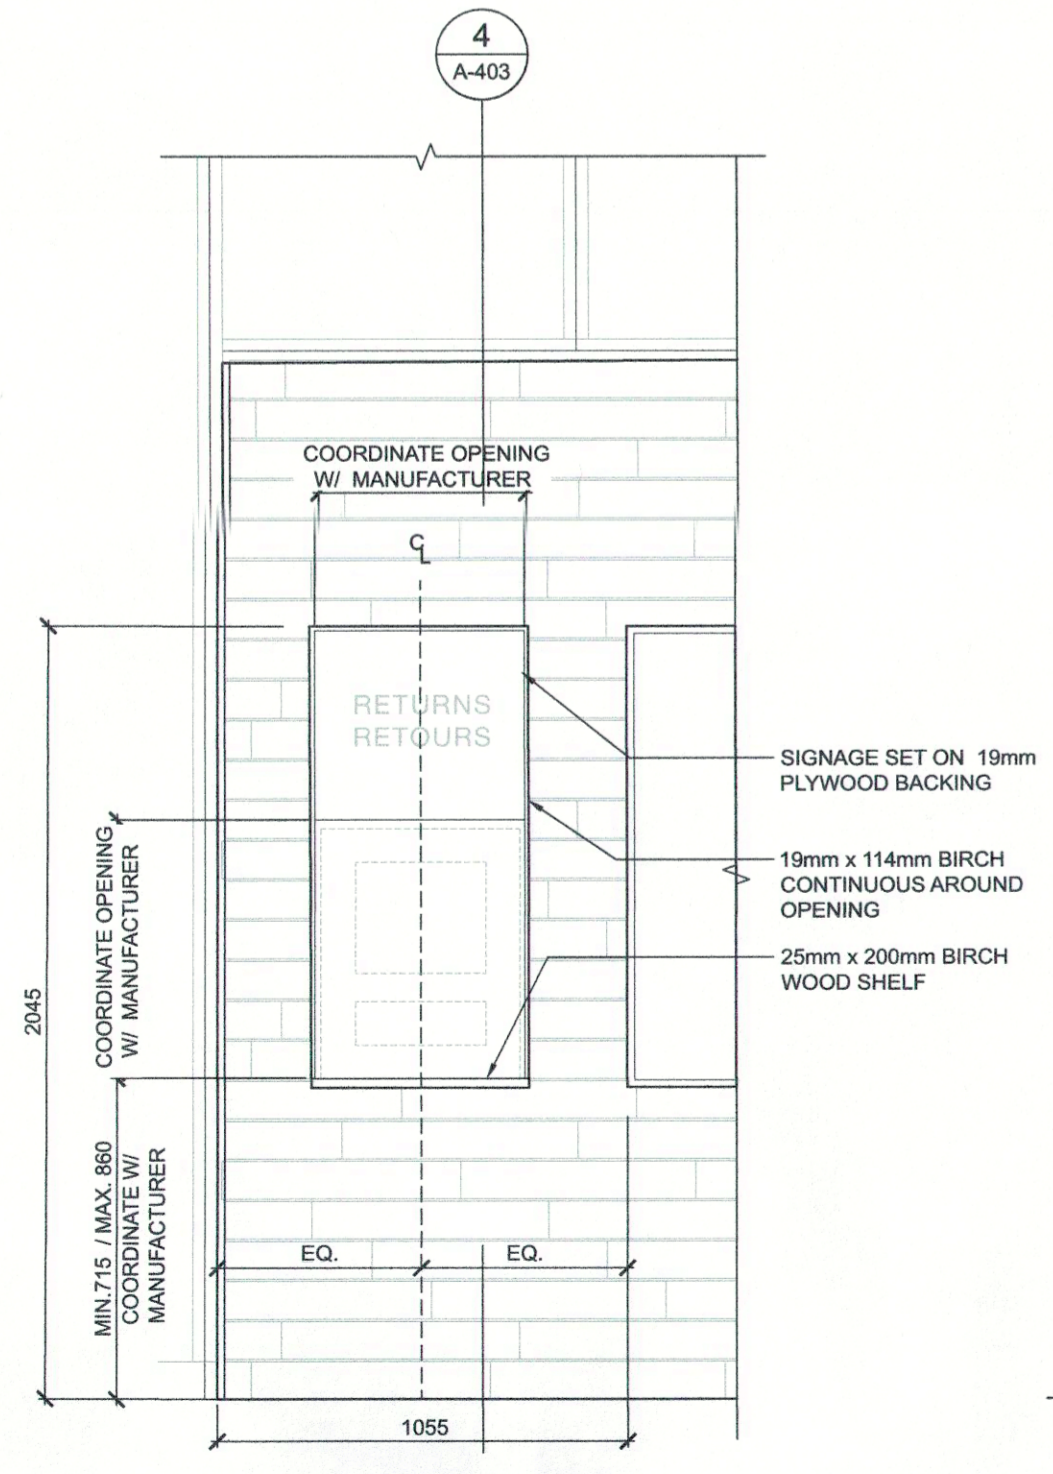 4
A-403
COORDINATE OPENING
W/ MANUFACTURER
CL
RETURNS
RETOURS
SIGNAGE SET ON 19mm
PLYWOOD BACKING
19mm x 114mm BIRCH
CONTINUOUS AROUND
OPENING
25mm x 200mm BIRCH
WOOD SHELF
2045
COORDINATE OPENING
W/ MANUFACTURER
MIN.715 / MAX. 860
COORDINATE W/
MANUFACTURER
EQ.
EQ.
1055